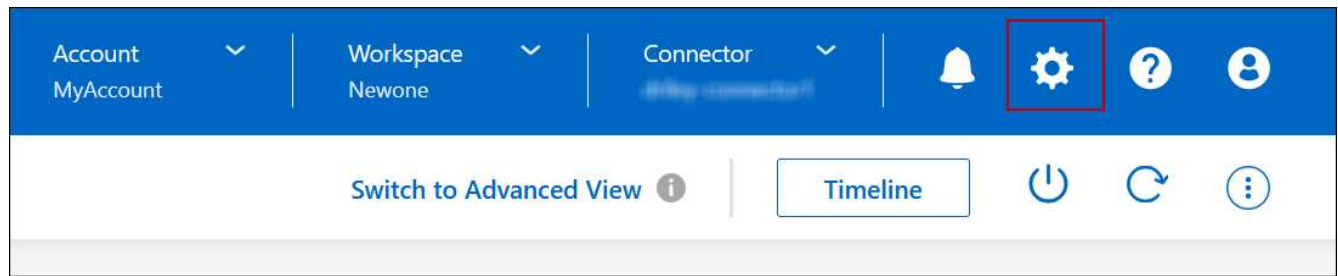 Account
MyAccount
Workspace
Newone
Connector
Switch to Advanced View
Timeline